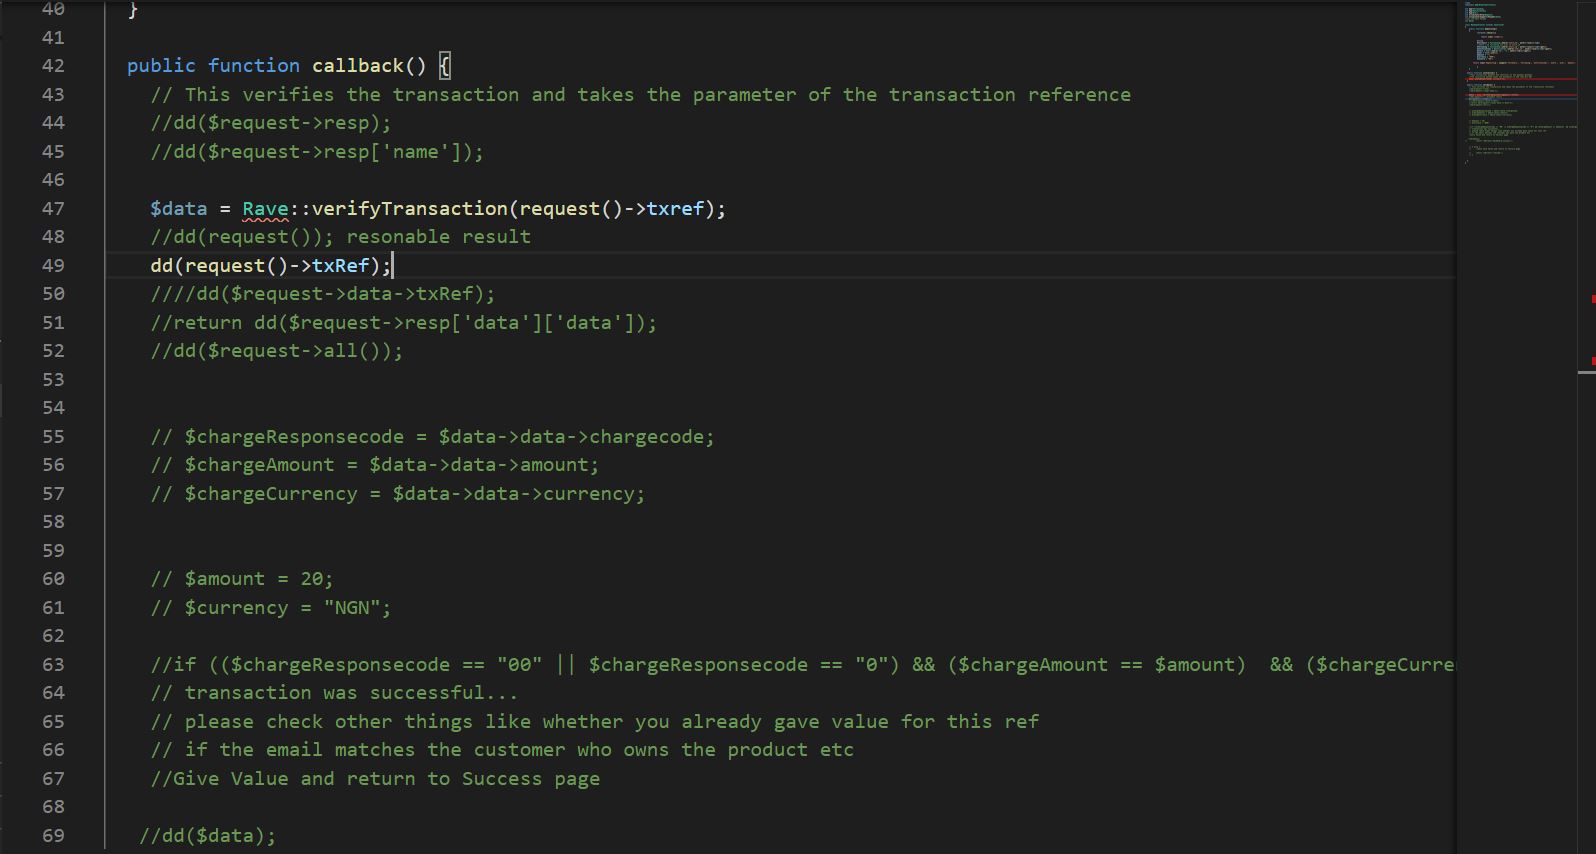 40 }
41
42 public function callback() {
43 // This verifies the transaction and takes the parameter of the transaction reference
44 //dd($request->resp);
45 //dd($request->resp['name']);
46
47 $data = Rave::verifyTransaction(request()->txref);
48 //dd(request()); resonable result
49 dd(request()->txRef);
50 ////dd($request->data->txRef);
51 //return dd($request->resp['data']['data']);
52 //dd($request->all());
53
54
55 // $chargeResponsecode = $data->data->chargecode;
56 // $chargeAmount = $data->data->amount;
57 // $chargeCurrency = $data->data->currency;
58
59
60 // $amount = 20;
61 // $currency = "NGN";
62
63 //if (($chargeResponsecode == "00" || $chargeResponsecode == "0") && ($chargeAmount == $amount)  && ($chargeCurre
64 // transaction was successful...
65 // please check other things like whether you already gave value for this ref
66 // if the email matches the customer who owns the product etc
67 //Give Value and return to Success page
68
69 //dd($data);